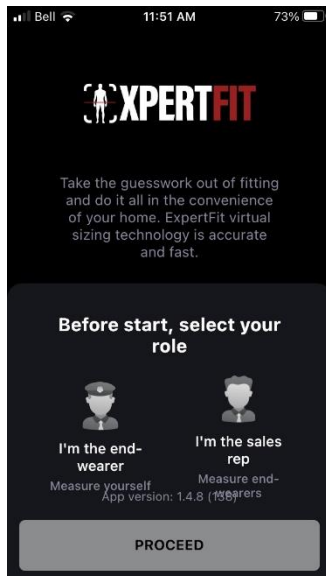 Bell 11:51 AM 73%
XPERTFIT
Take the guesswork out of fitting
and do it all in the convenience
of your home. ExpertFit virtual
sizing technology is accurate
and fast.
Before start, select your
role
I'm the end-
wearer
Measure yourself
I'm the sales
rep
Measure end-
wearers
App version: 1.4.8 (138)
PROCEED